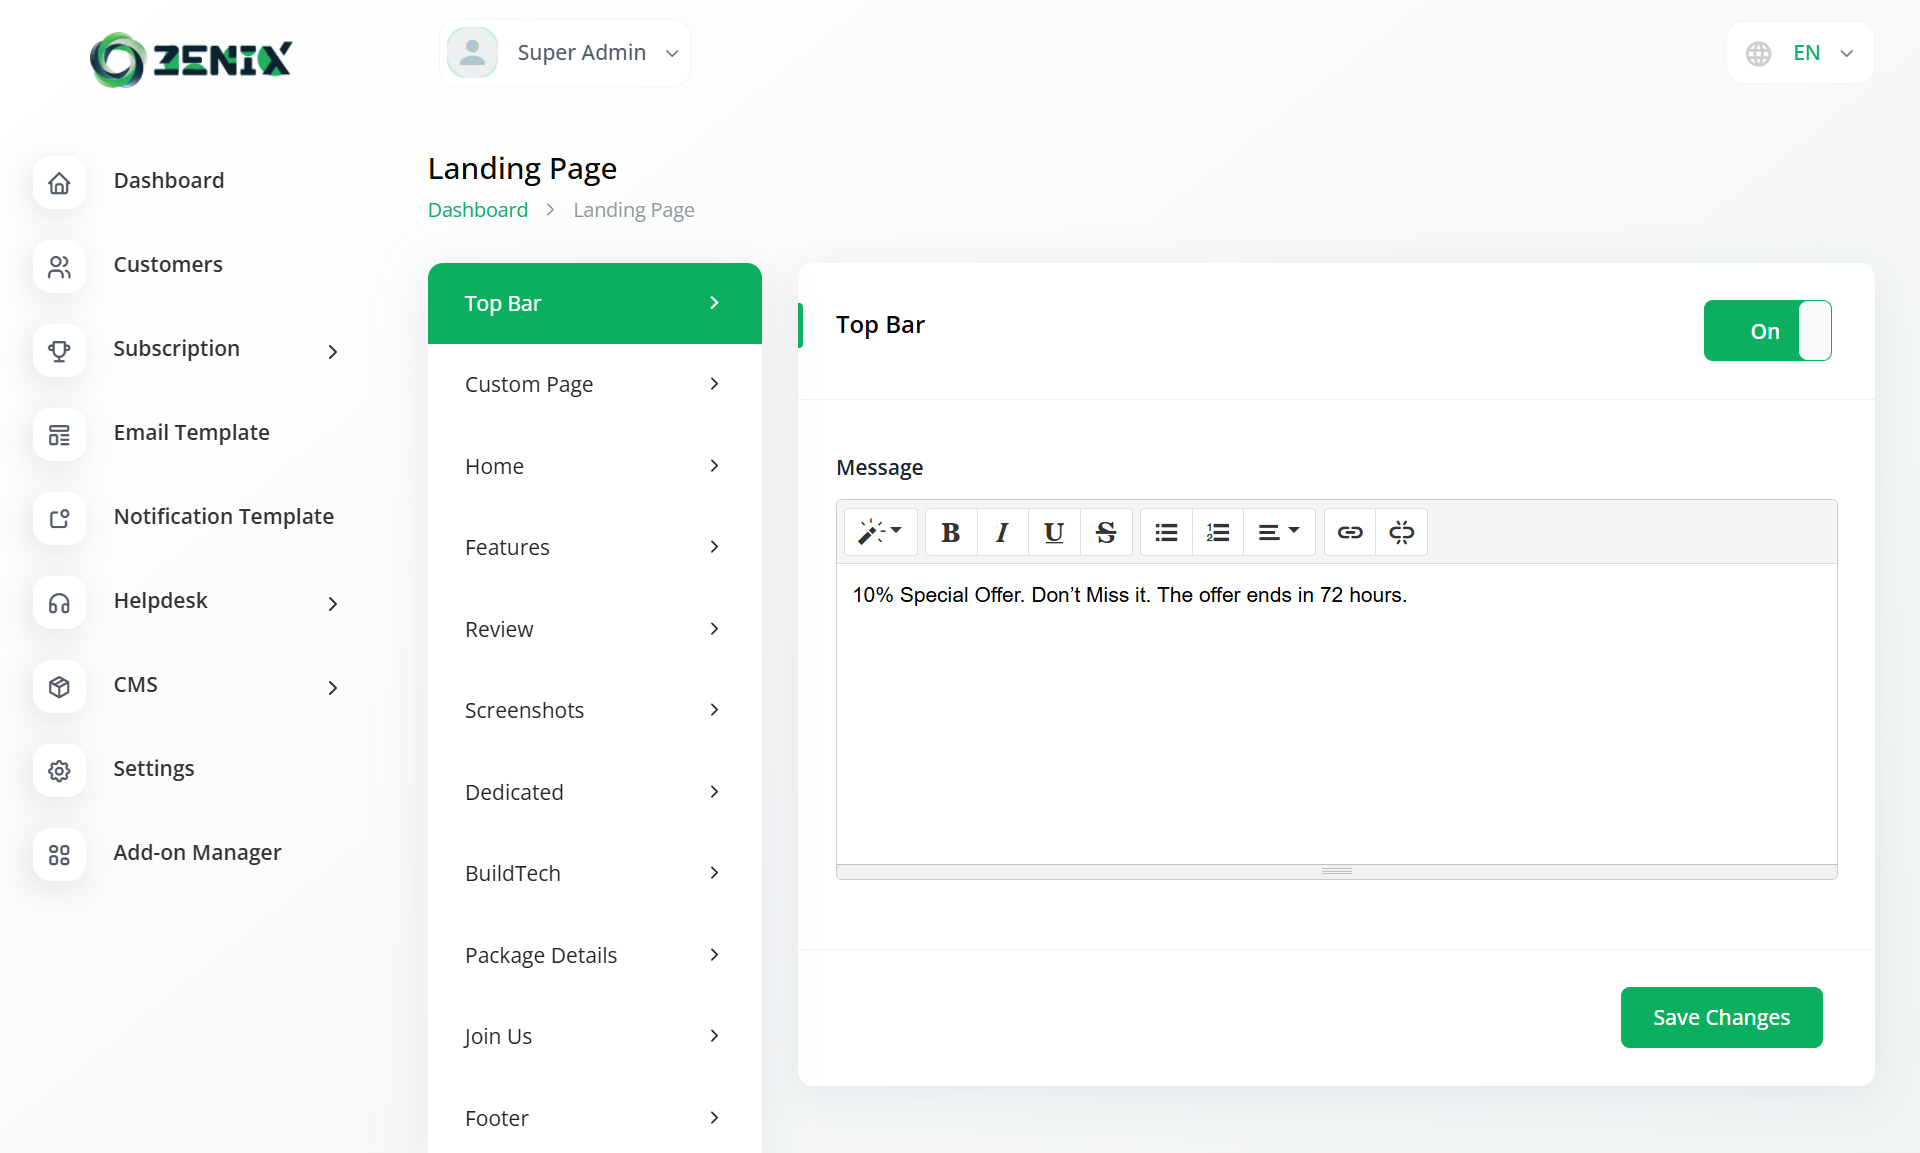 ZENIX
Super Admin
EN
Dashboard
Customers
Subscription
Email Template
Notification Template
Helpdesk
CMS
Settings
Add-on Manager
Landing Page
Dashboard > Landing Page
Top Bar
Custom Page
Home
Features
Review
Screenshots
Dedicated
BuildTech
Package Details
Join Us
Footer
Top Bar
On
Message
B I U S
10% Special Offer. Don’t Miss it. The offer ends in 72 hours.
Save Changes